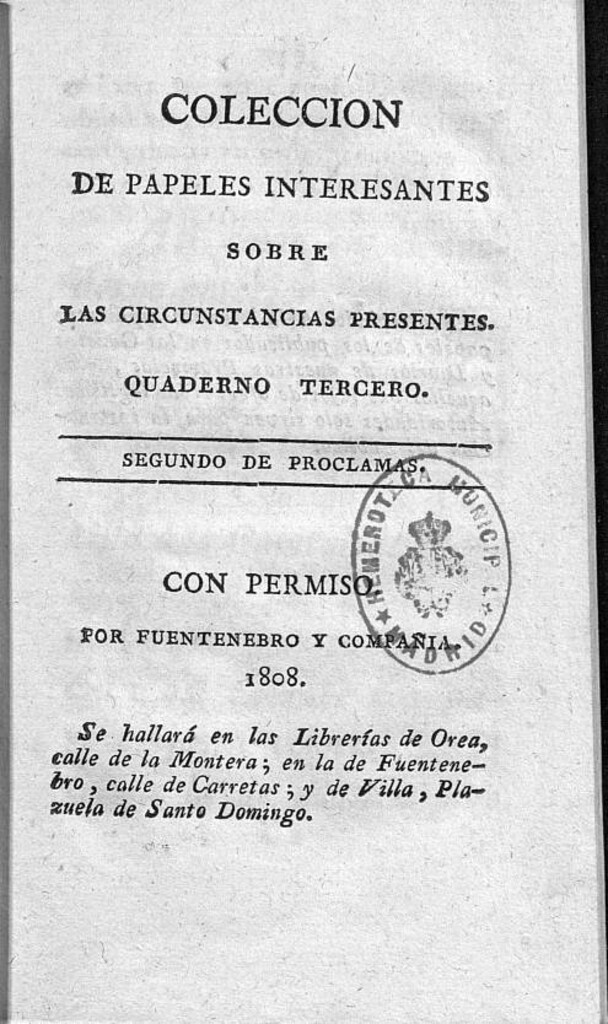 COLECCION
DE PAPELES INTERESANTES
SOBRE
LAS CIRCUNSTANCIAS PRESENTES.
QUADERNO TERCERO.
SEGUNDO DE PROCLAMAS.
HEMEROTECA MUNICIPAL
MADRID
CON PERMISO.
POR FUENTENEBRO Y COMPAÑIA.
1808.
Se hallará en las Librerías de Orea,
calle de la Montera; en la de Fuentene-
bro, calle de Carretas; y de Villa, Pla-
zuela de Santo Domingo.